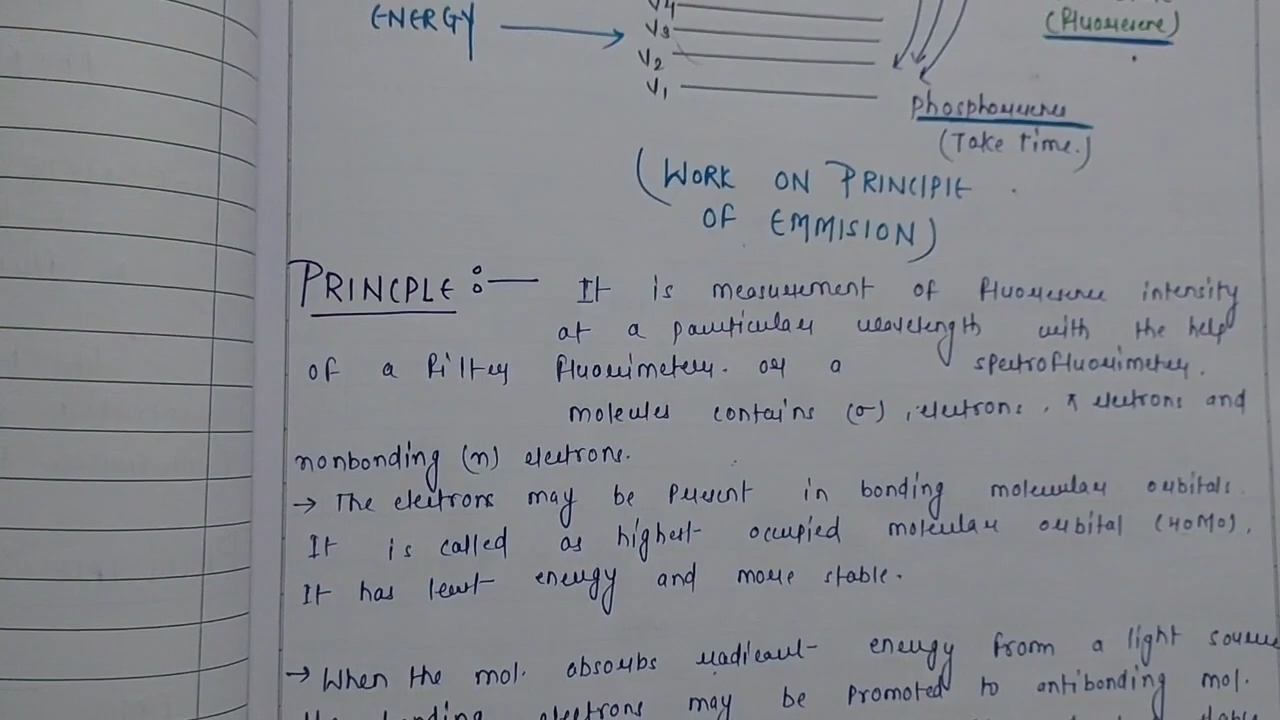 ENERGY
V4
V3
V2
V1
(Fluorescence)
Phosphorescence
(Take time.)
(WORK ON PRINCIPIE
OF EMMISION)
PRINCPLE :— It is measurement of fluorescence intensity
at a particular wavelength with the help
of a filter fluorimeter. or a spectrofluorimeter.
molecules contains (σ) electrons, π electrons and
nonbonding (n) electrons.
→ The electrons may be present in bonding molecular orbitals.
It is called as highest occupied molecular orbital (HOMO).
It has least energy and more stable.
→ When the mol. absorbs radiant energy from a light source
bonding electrons may be promoted to antibonding mol.